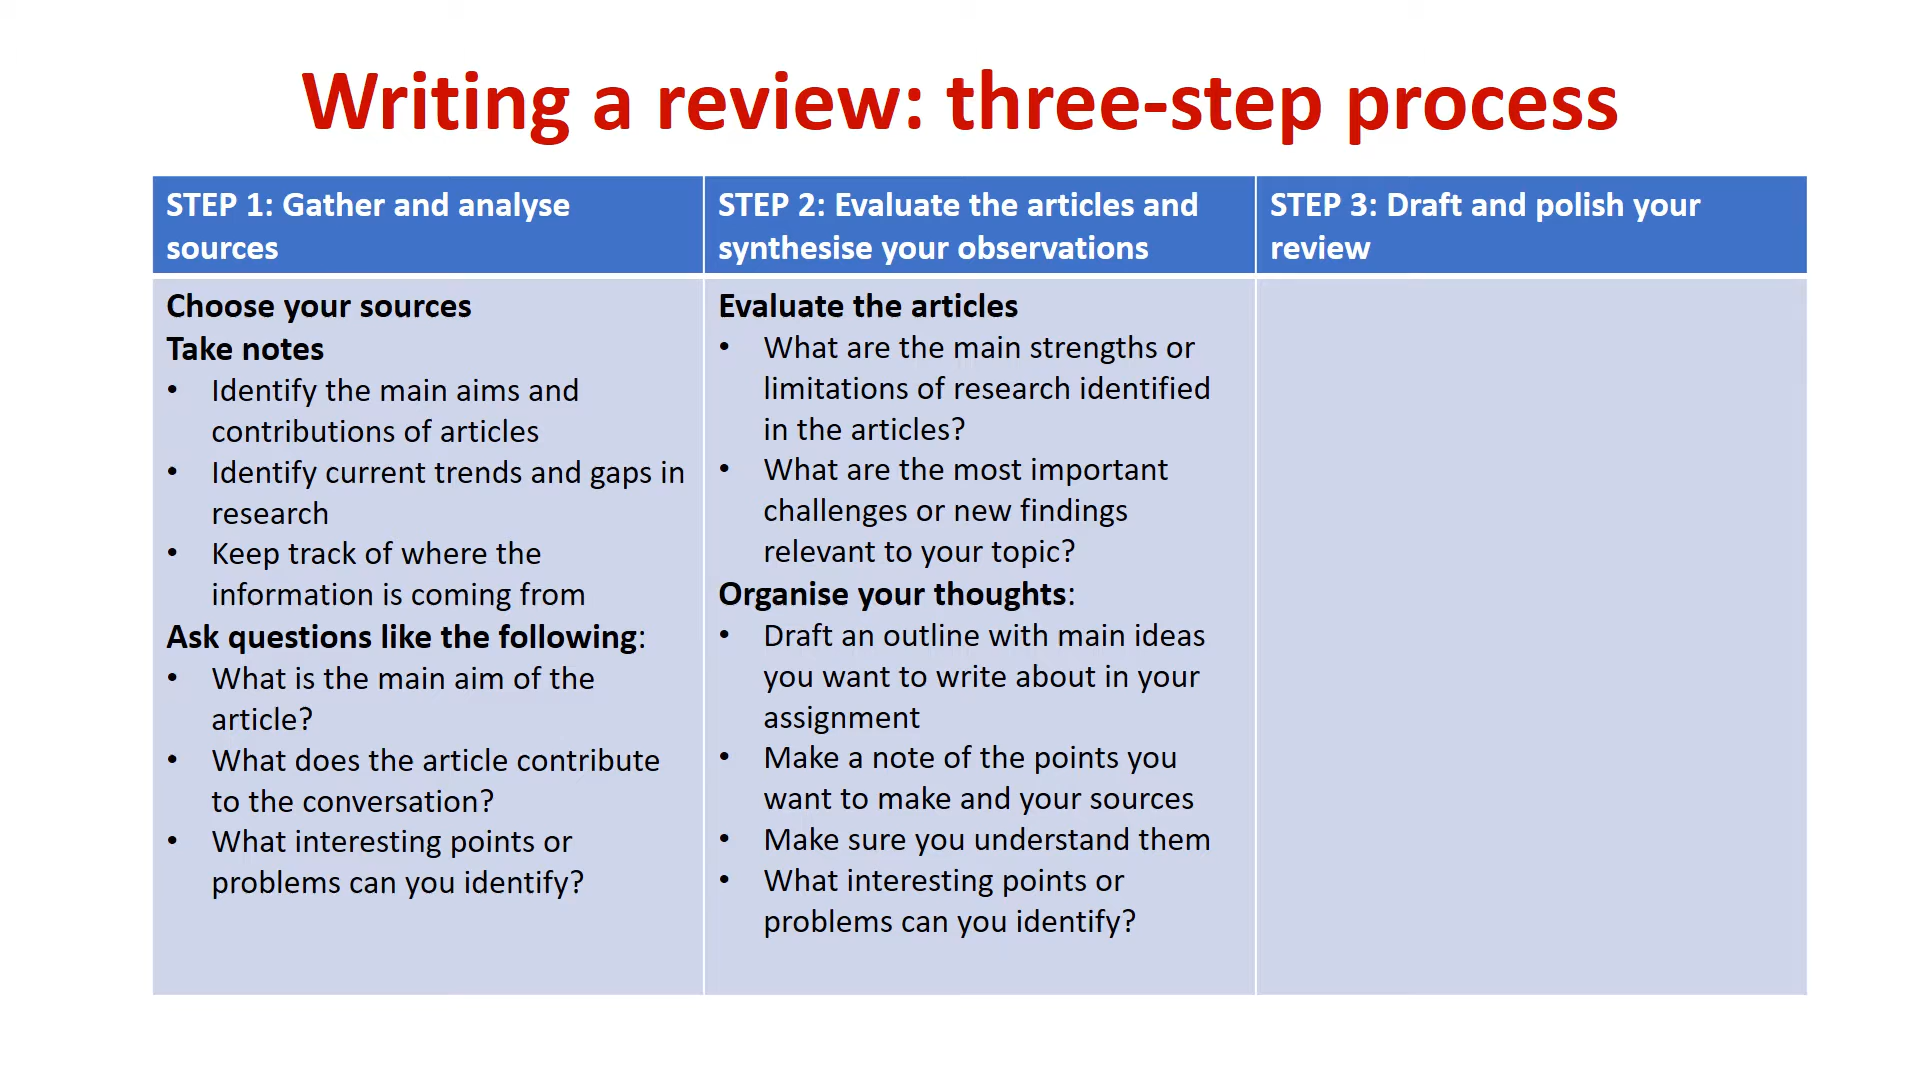 Writing a review: three-step process
STEP 1: Gather and analyse
sources
STEP 2: Evaluate the articles and
synthesise your observations
STEP 3: Draft and polish your
review
Choose your sources
Take notes
• Identify the main aims and
contributions of articles
• Identify current trends and gaps in
research
• Keep track of where the
information is coming from
Ask questions like the following:
• What is the main aim of the
article?
• What does the article contribute
to the conversation?
• What interesting points or
problems can you identify?
Evaluate the articles
• What are the main strengths or
limitations of research identified
in the articles?
• What are the most important
challenges or new findings
relevant to your topic?
Organise your thoughts:
• Draft an outline with main ideas
you want to write about in your
assignment
• Make a note of the points you
want to make and your sources
• Make sure you understand them
• What interesting points or
problems can you identify?